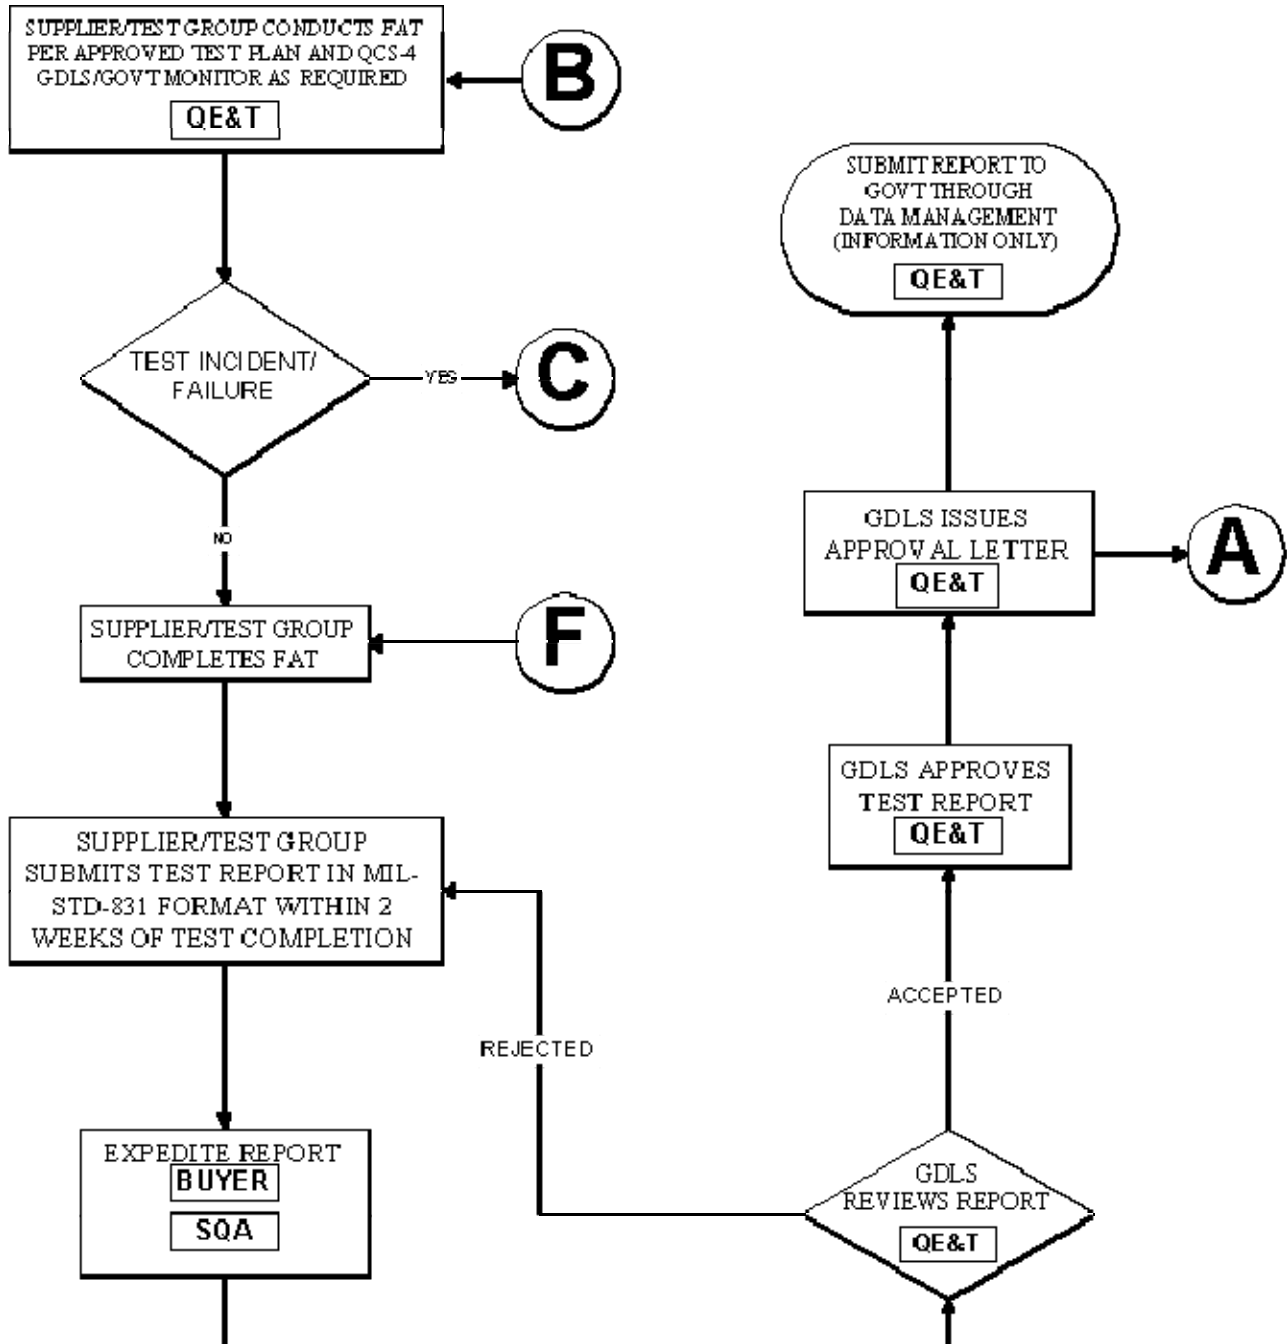 SUPPLIER/TEST GROUP CONDUCTS FAT
PER APPROVED TEST PLAN AND QCS-4
GDLS/GOVT MONITOR AS REQUIRED
QE&T
B
TEST INCIDENT/
FAILURE
YES
C
NO
SUPPLIER/TEST GROUP
COMPLETES FAT
F
SUPPLIER/TEST GROUP
SUBMITS TEST REPORT IN MIL-
STD-831 FORMAT WITHIN 2
WEEKS OF TEST COMPLETION
REJECTED
EXPEDITE REPORT
BUYER
SQA
GDLS
REVIEWS REPORT
QE&T
ACCEPTED
GDLS APPROVES
TEST REPORT
QE&T
GDLS ISSUES
APPROVAL LETTER
QE&T
A
SUBMIT REPORT TO
GOVT THROUGH
DATA MANAGEMENT
(INFORMATION ONLY)
QE&T